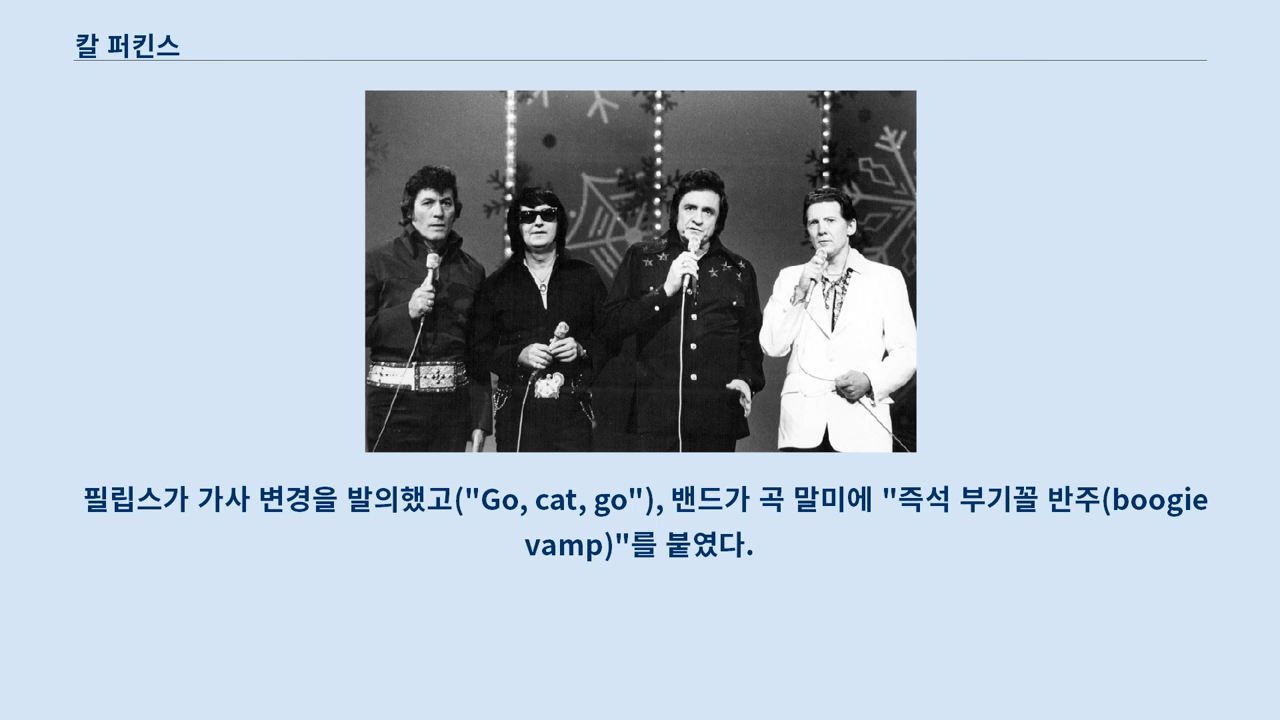 칼 퍼킨스
필립스가 가사 변경을 발의했고("Go, cat, go"), 밴드가 곡 말미에 "즉석 부기꼴 반주(boogie
vamp)"를 붙였다.